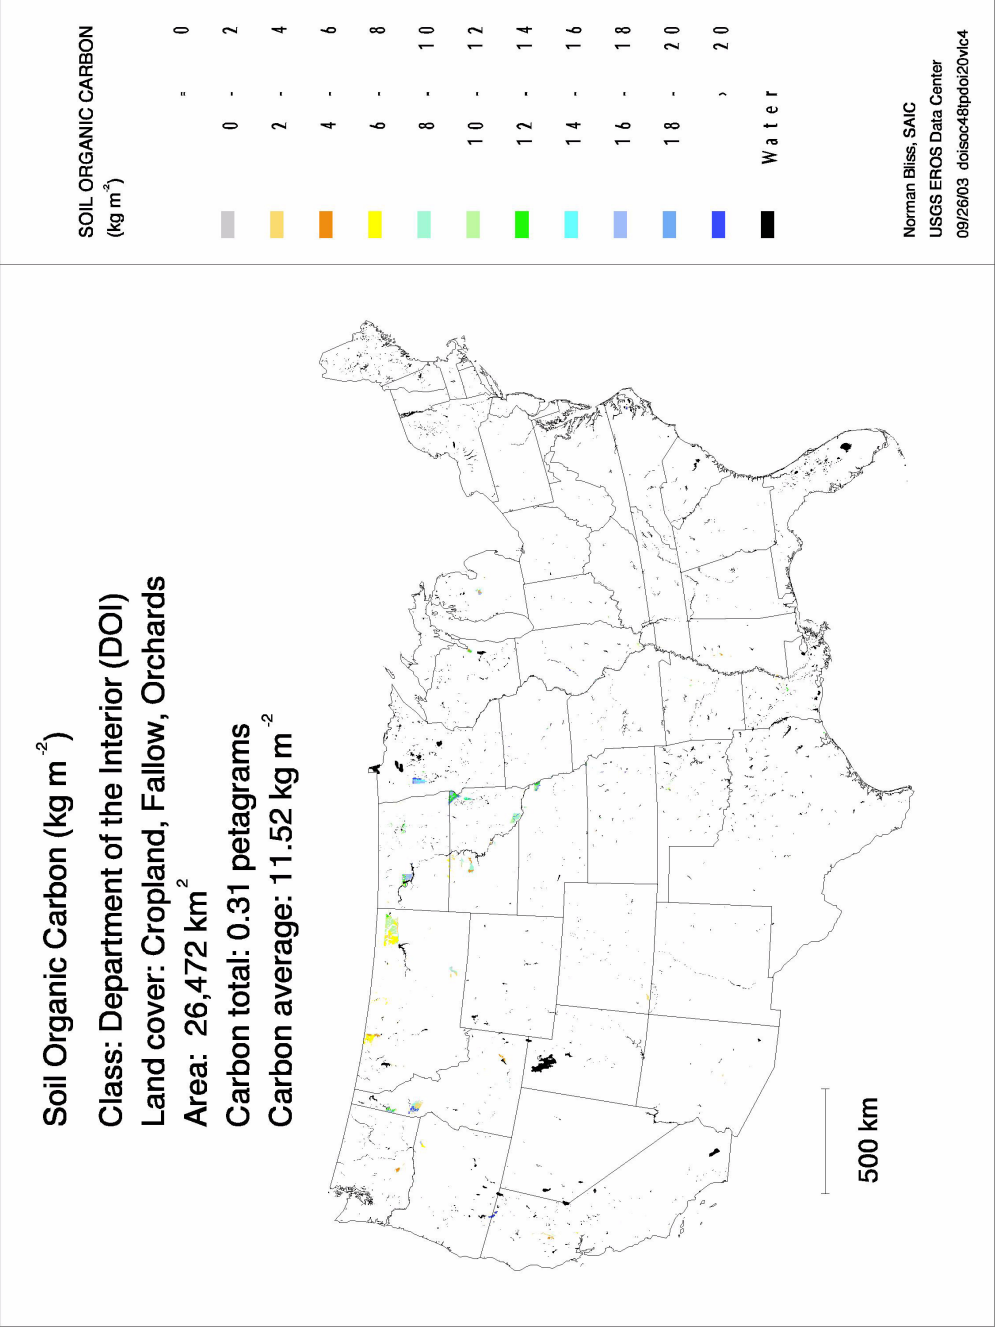 Soil Organic Carbon (kg m⁻²)
Class: Department of the Interior (DOI)
Land cover: Cropland, Fallow, Orchards
Area: 26,472 km²
Carbon total: 0.31 petagrams
Carbon average: 11.52 kg m⁻²
500 km
SOIL ORGANIC CARBON
(kg m⁻²)
= 0
0 - 2
2 - 4
4 - 6
6 - 8
8 - 10
10 - 12
12 - 14
14 - 16
16 - 18
18 - 20
> 20
Water
Norman Bliss, SAIC
USGS EROS Data Center
09/26/03 doisoc48tpdoi20vlc4